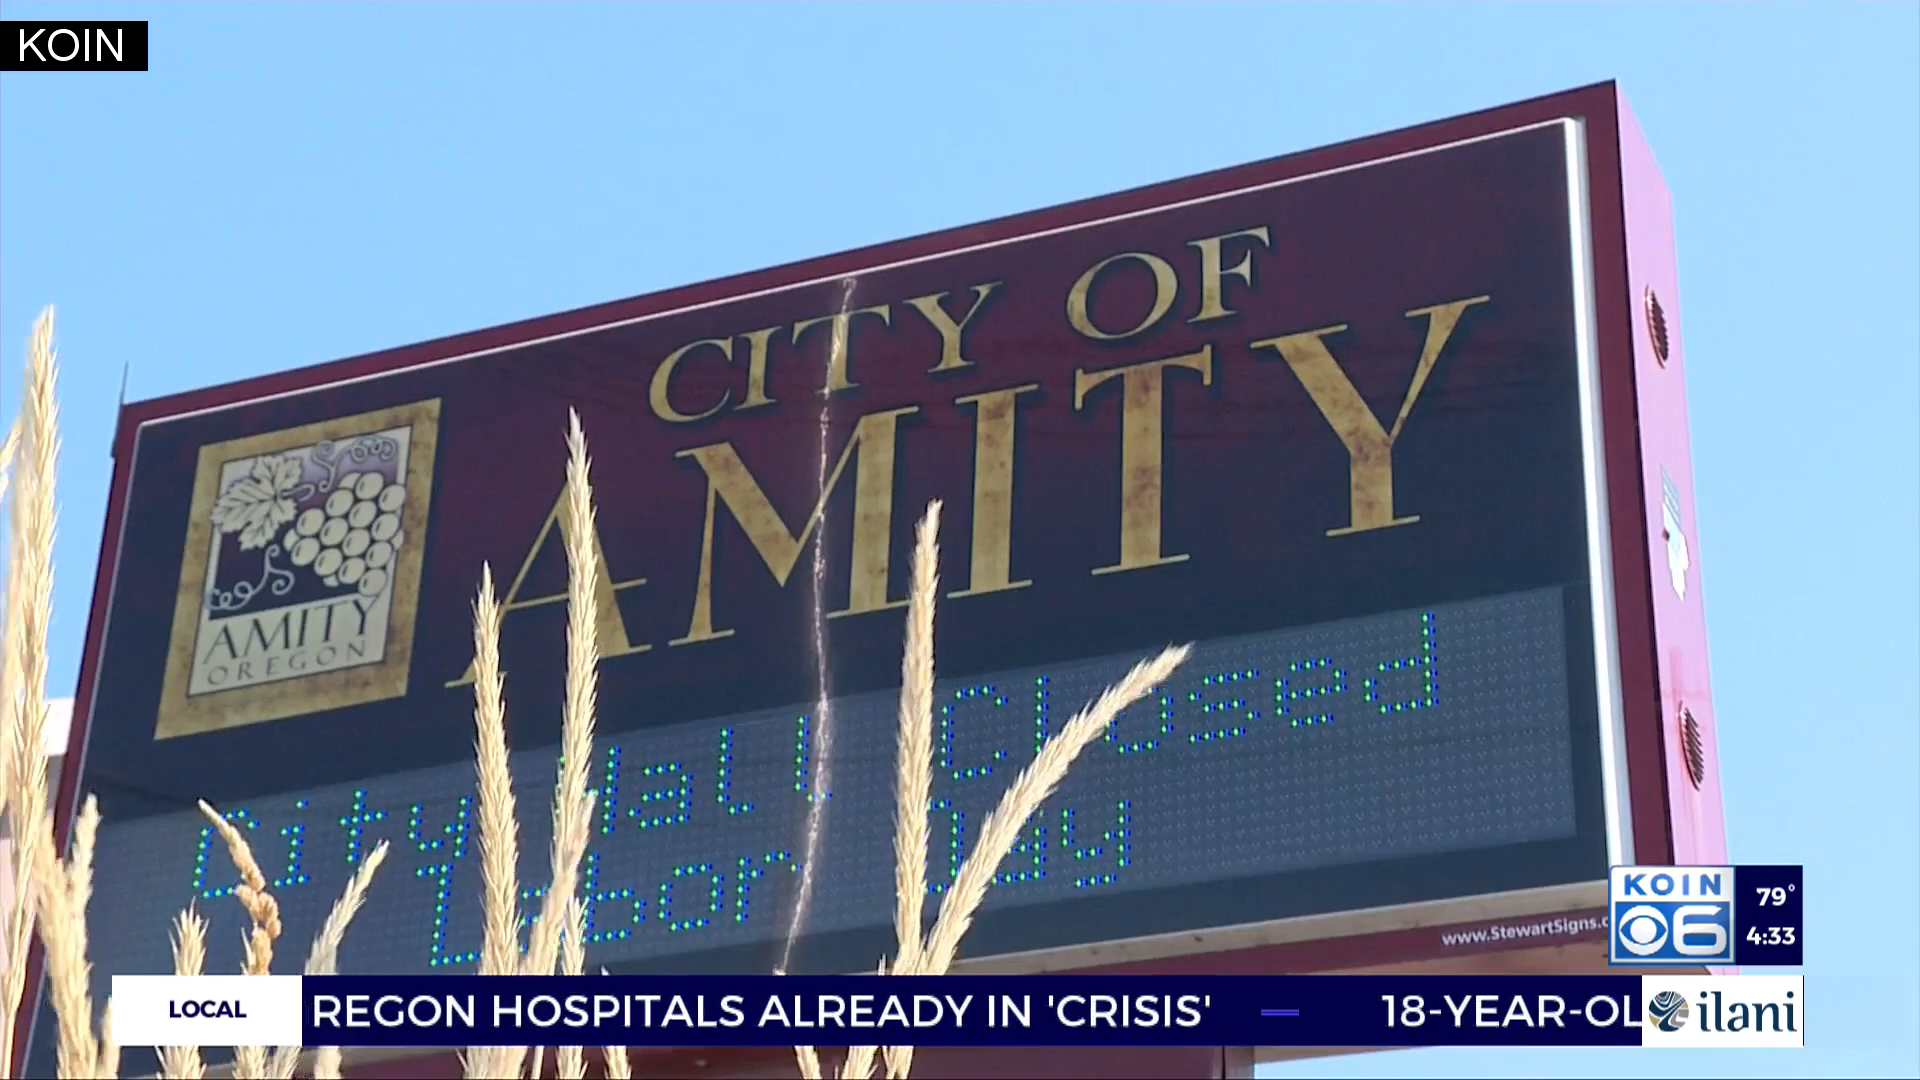 KOIN
CITY OF
AMITY
AMITY
OREGON
City Hall Closed
Labor Day
www.StewartSigns.c
KOIN
6
79°
4:33
LOCAL
REGON HOSPITALS ALREADY IN 'CRISIS' — 18-YEAR-OL
ilani